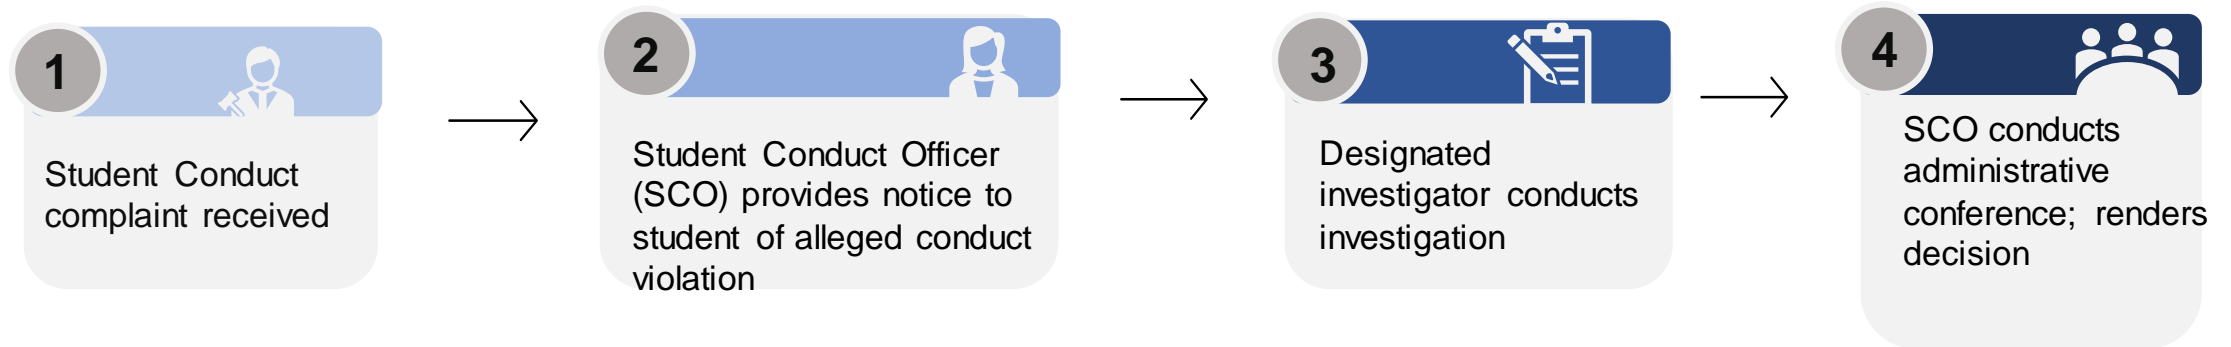 1
Student Conduct
complaint received
2
Student Conduct Officer
(SCO) provides notice to
student of alleged conduct
violation
3
Designated
investigator conducts
investigation
4
SCO conducts
administrative
conference; renders
decision